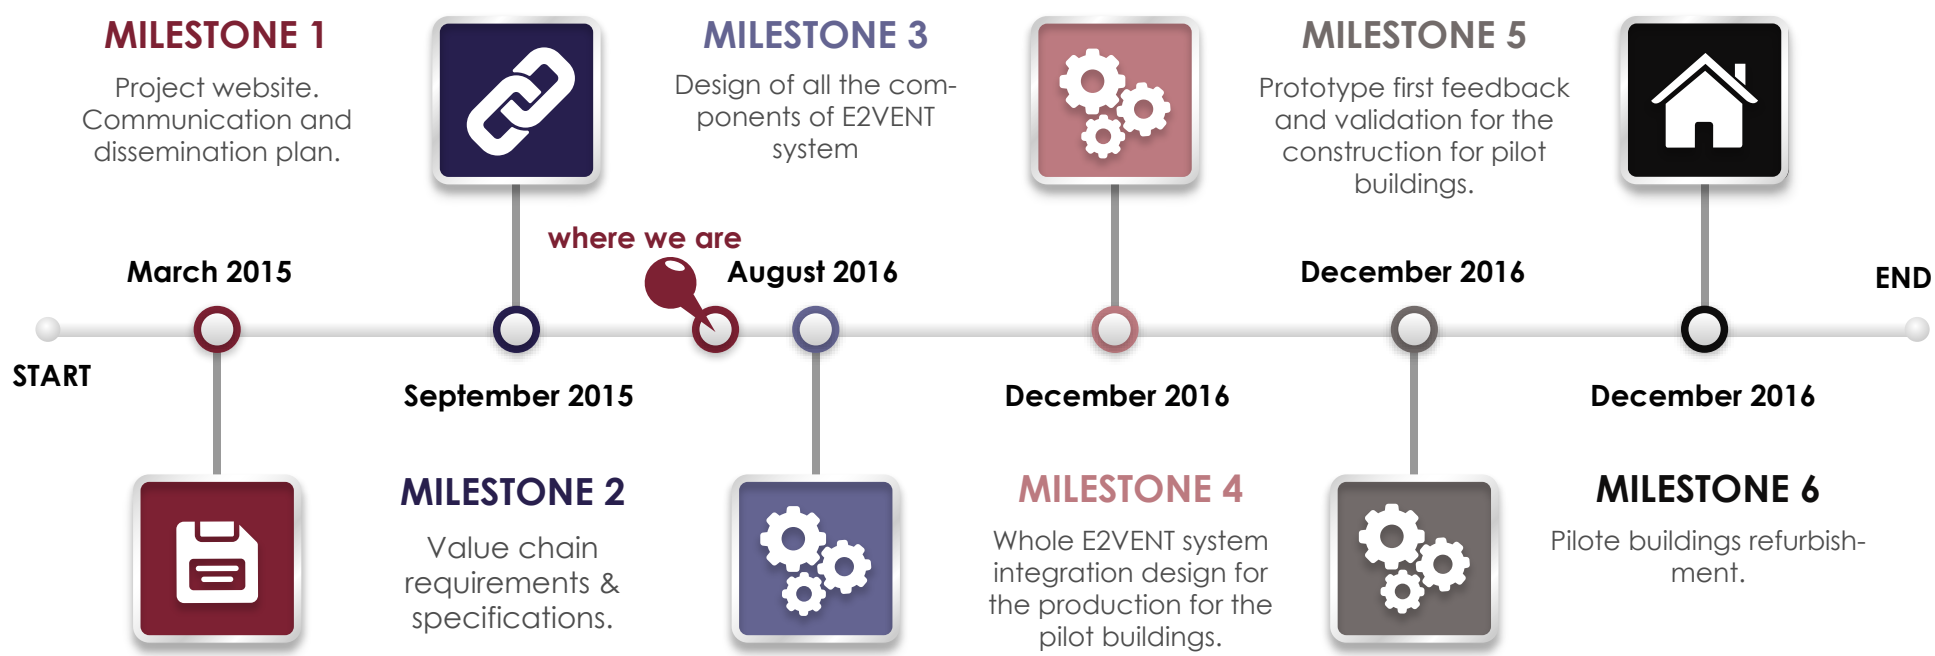 MILESTONE 1
Project website.
Communication and
dissemination plan.
MILESTONE 3
Design of all the com-
ponents of E2VENT
system
MILESTONE 5
Prototype first feedback
and validation for the
construction for pilot
buildings.
where we are
March 2015
August 2016
December 2016
END
START
September 2015
December 2016
December 2016
MILESTONE 2
Value chain
requirements &
specifications.
MILESTONE 4
Whole E2VENT system
integration design for
the production for the
pilot buildings.
MILESTONE 6
Pilote buildings refurbish-
ment.